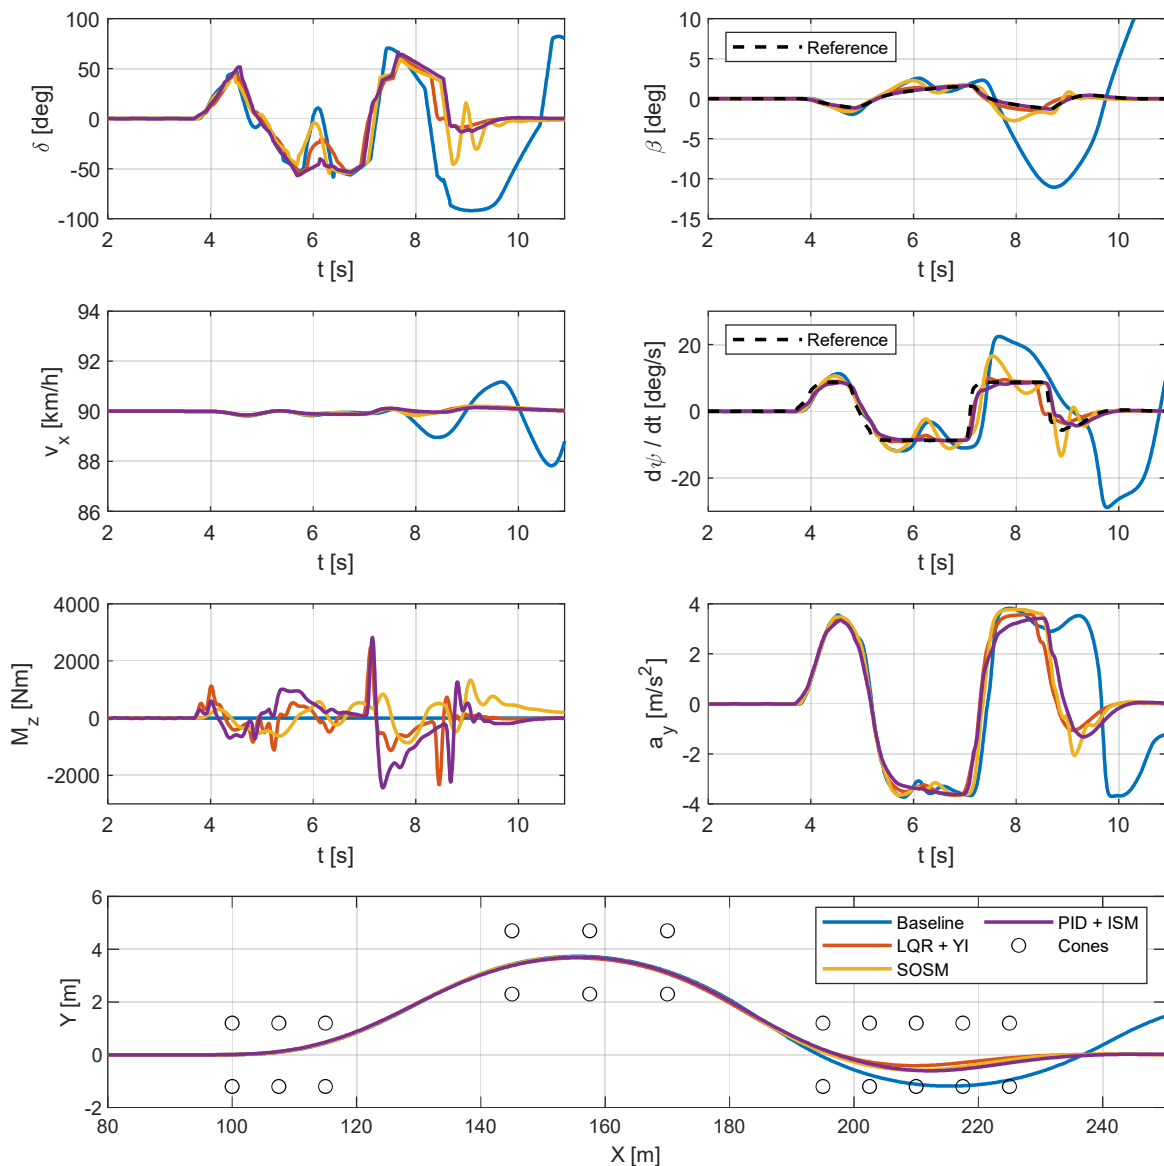 100
50
0
-50
-100
δ [deg]
2 4 6 8 10
t [s]
10
5
0
-5
-10
-15
β [deg]
Reference
2 4 6 8 10
t [s]
94
92
90
88
86
v_x [km/h]
2 4 6 8 10
t [s]
20
0
-20
dψ / dt [deg/s]
Reference
2 4 6 8 10
t [s]
4000
2000
0
-2000
M_z [Nm]
2 4 6 8 10
t [s]
4
2
0
-2
-4
a_y [m/s²]
2 4 6 8 10
t [s]
6
4
2
0
-2
Y [m]
Baseline PID + ISM
LQR + YI Cones
SOSM
80 100 120 140 160 180 200 220 240
X [m]